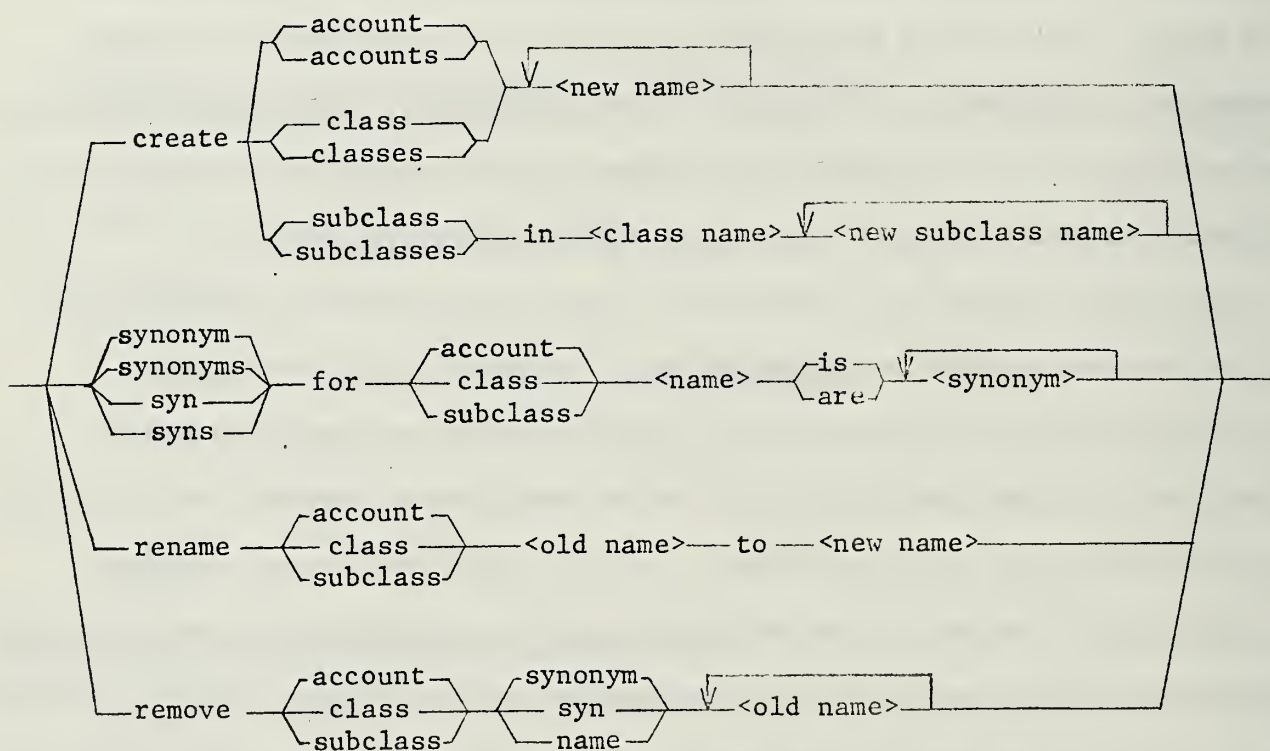 account
accounts
<new name>
create
class
classes
subclass
subclasses
in <class name> <new subclass name>
synonym
synonyms
syn
syns
for
account
class
subclass
<name>
is
are
<synonym>
rename
account
class
subclass
<old name> to <new name>
remove
account
class
subclass
synonym
syn
name
<old name>